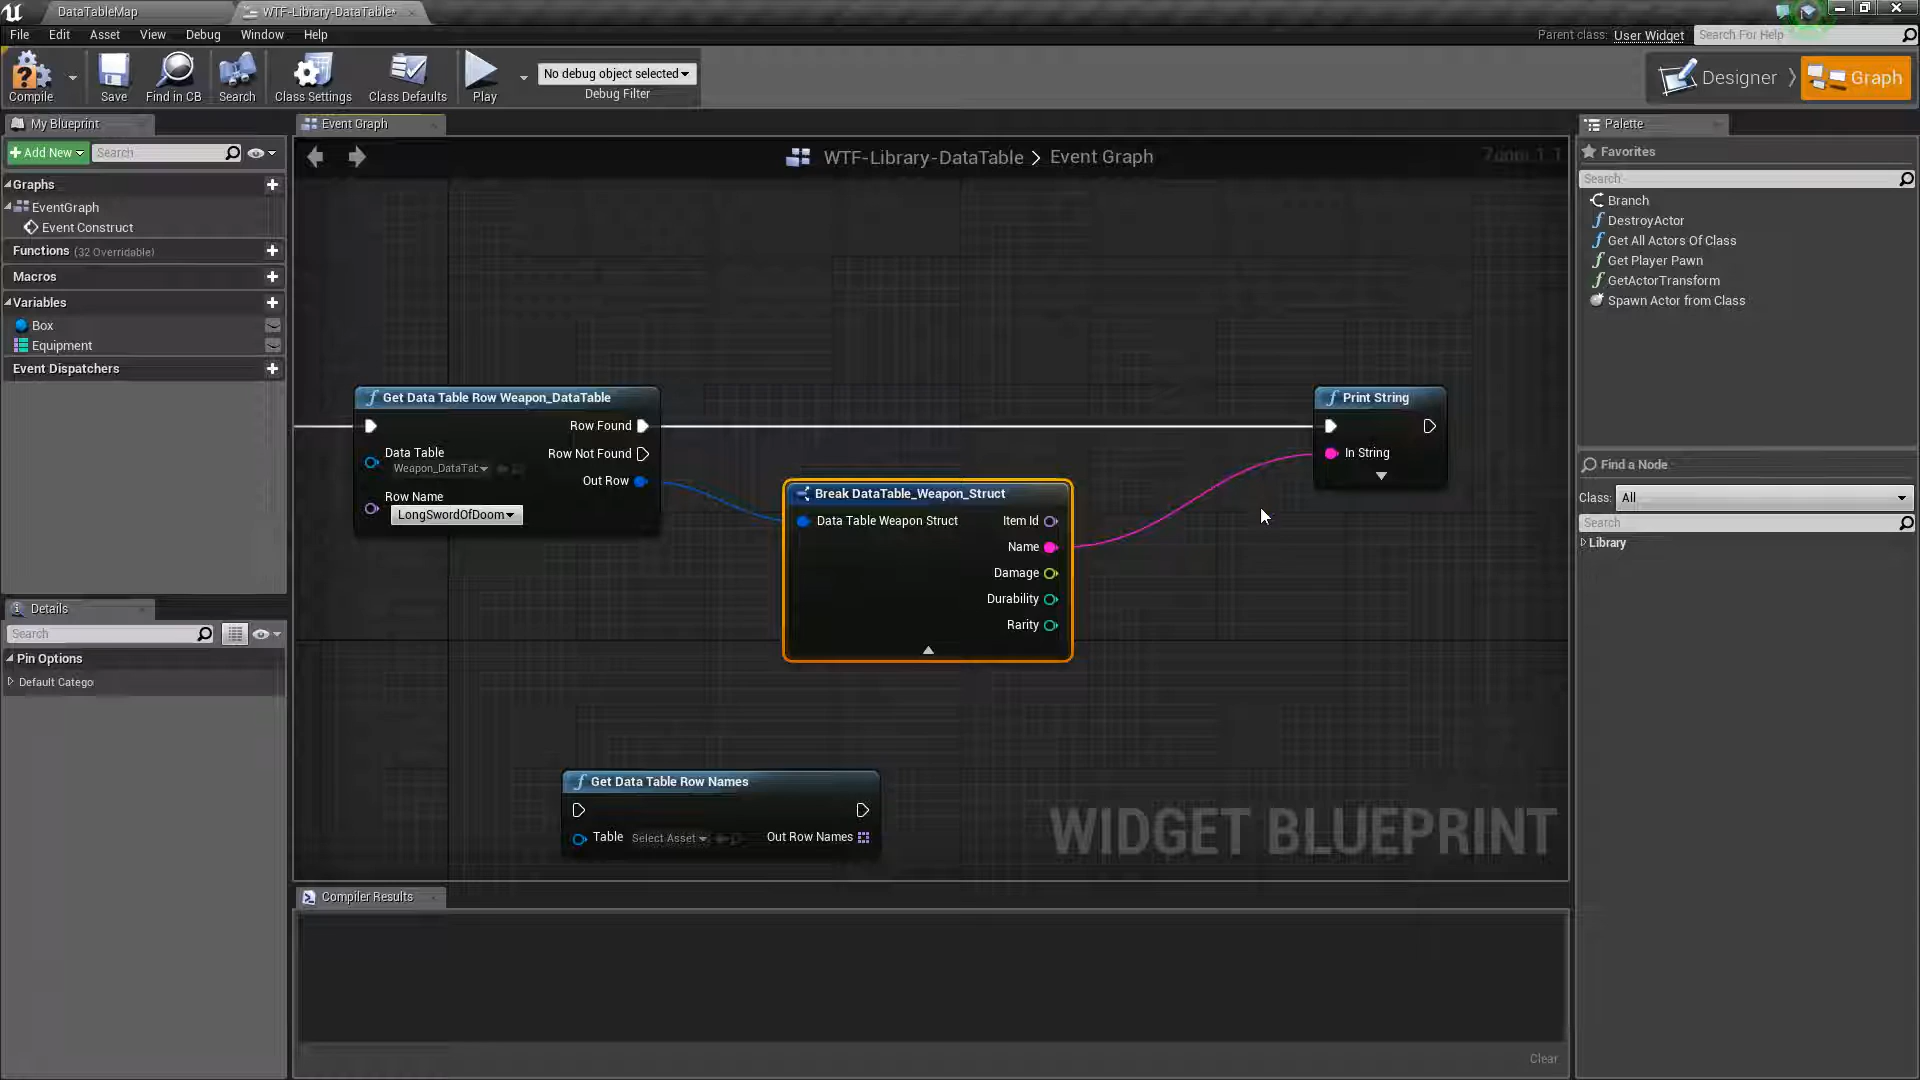 DataTableMap
WTF-Library-DataTable*
File Edit Asset View Debug Window Help
Parent class: User Widget
Search For Help
Compile
Save
Find in CB
Search
Class Settings
Class Defaults
Play
No debug object selected
Debug Filter
Designer
Graph
My Blueprint
Add New
Search
Graphs
EventGraph
Event Construct
Functions (32 Overridable)
Macros
Variables
Box
Equipment
Event Dispatchers
Details
Search
Pin Options
Default Catego
Event Graph
WTF-Library-DataTable > Event Graph
Zoom 1:1
Get Data Table Row Weapon_DataTable
Row Found
Data Table
Weapon_DataTat
Row Not Found
Out Row
Row Name
LongSwordOfDoom
Break DataTable_Weapon_Struct
Data Table Weapon Struct
Item Id
Name
Damage
Durability
Rarity
Print String
In String
Get Data Table Row Names
Table
Select Asset
Out Row Names
WIDGET BLUEPRINT
Compiler Results
Clear
Palette
Favorites
Search
Branch
DestroyActor
Get All Actors Of Class
Get Player Pawn
GetActorTransform
Spawn Actor from Class
Find a Node
Class: All
Search
Library